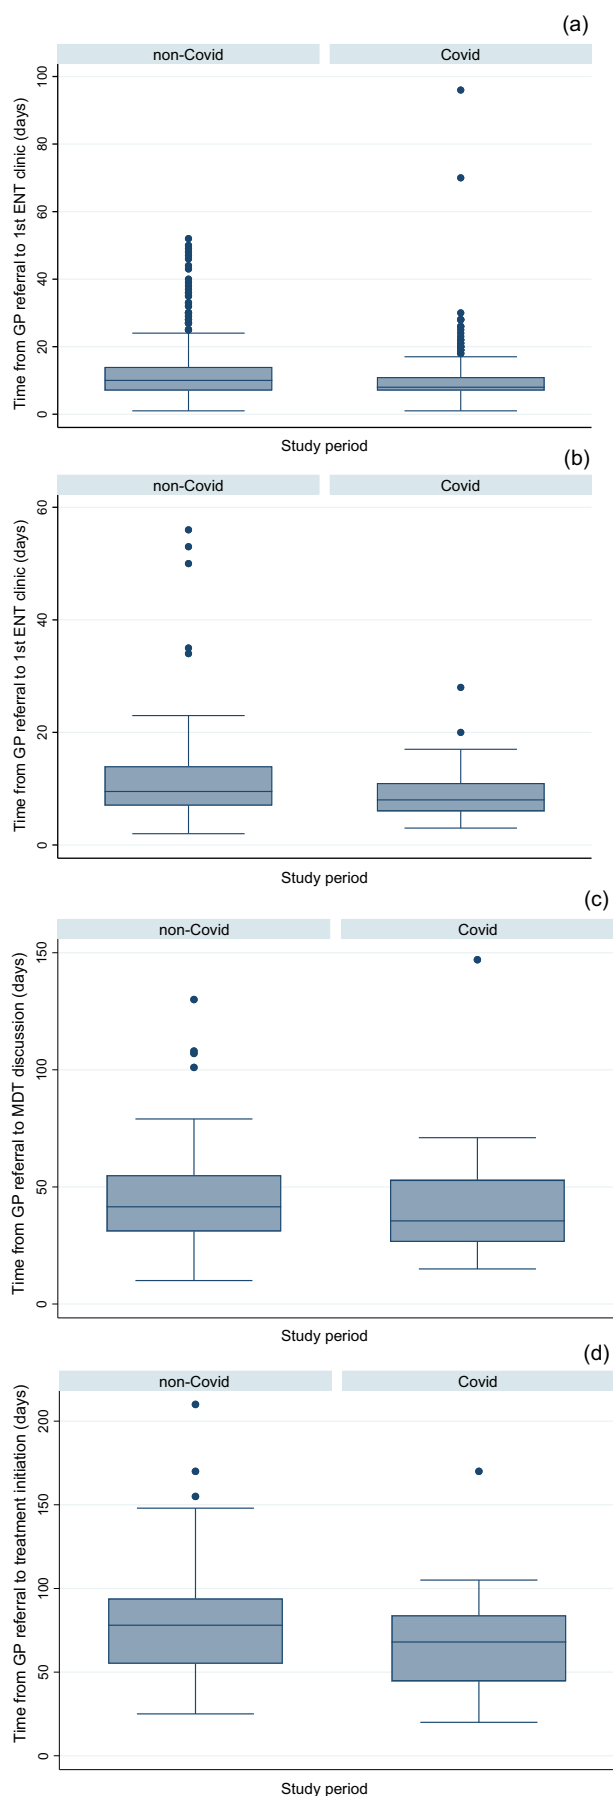 (a)
non-Covid Covid
Time from GP referral to 1st ENT clinic (days)
100
80
60
40
20
0
Study period
(b)
non-Covid Covid
Time from GP referral to 1st ENT clinic (days)
60
40
20
0
Study period
(c)
non-Covid Covid
Time from GP referral to MDT discussion (days)
150
100
50
0
Study period
(d)
non-Covid Covid
Time from GP referral to treatment initiation (days)
200
150
100
50
0
Study period